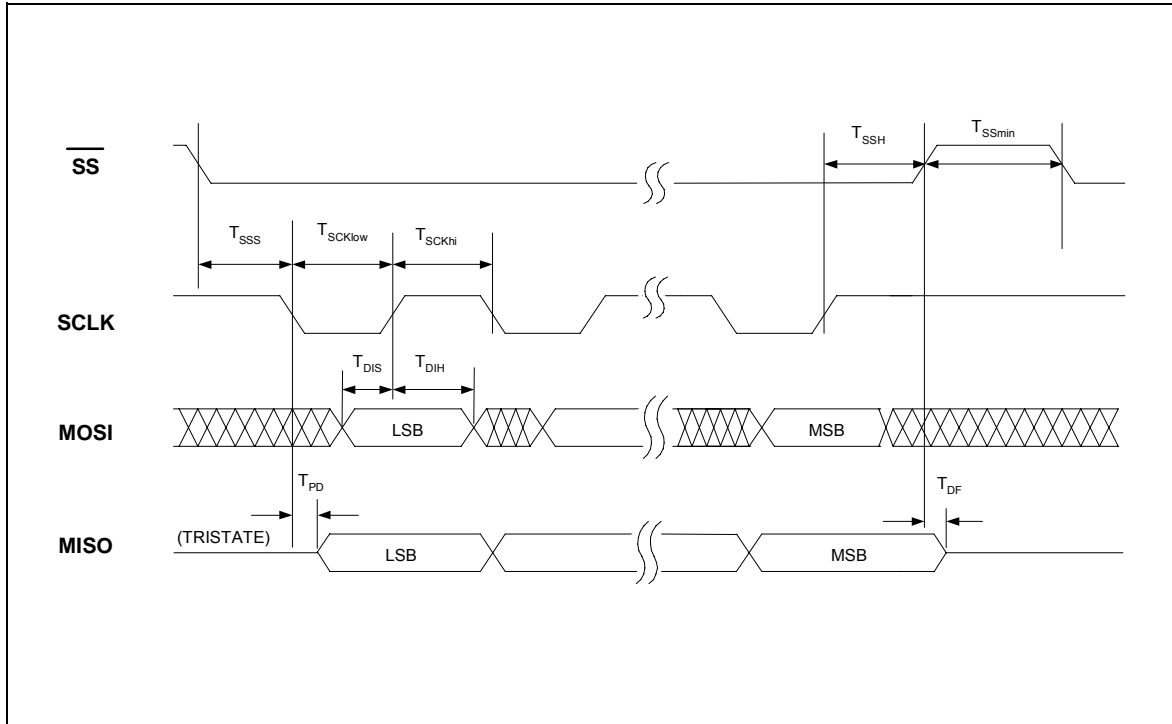 T_SSH T_SSmin
SS
T_SSS T_SCKlow T_SCKhi
SCLK
T_DIS T_DIH
MOSI LSB MSB
T_PD T_DF
(TRISTATE)
MISO LSB MSB